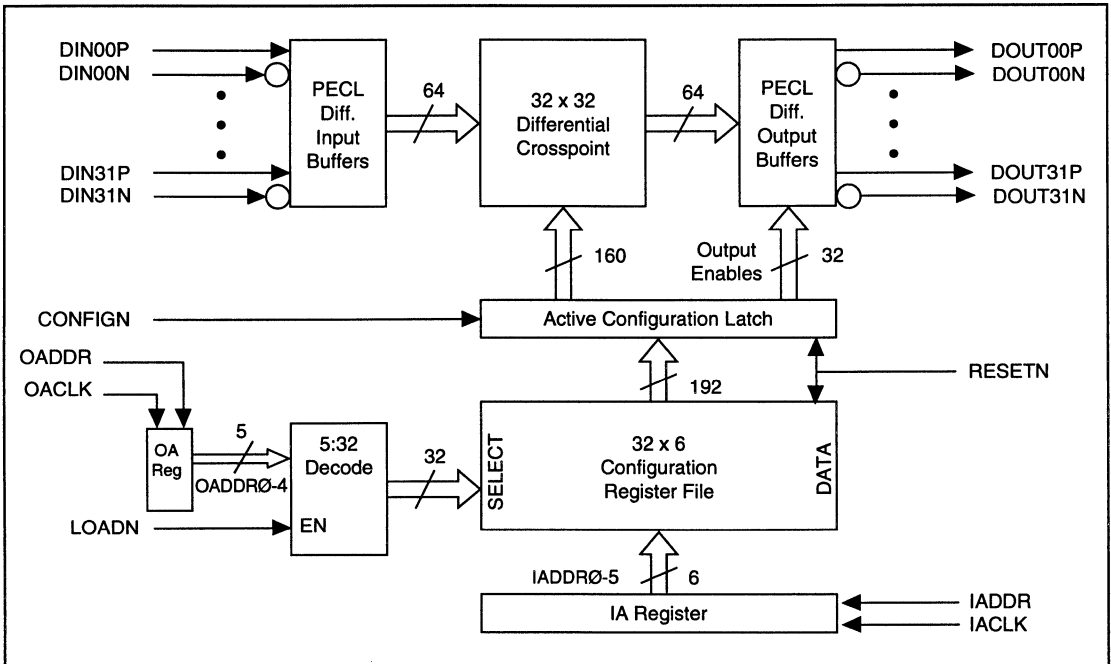 DIN00P
DIN00N
DIN31P
DIN31N
PECL
Diff.
Input
Buffers
64
32 x 32
Differential
Crosspoint
64
PECL
Diff.
Output
Buffers
DOUT00P
DOUT00N
DOUT31P
DOUT31N
160
Output
Enables
32
CONFIGN
Active Configuration Latch
OADDR
OACLK
192
RESETN
OA
Reg
5
OADDRØ-4
5:32
Decode
EN
32
SELECT
32 x 6
Configuration
Register File
DATA
LOADN
IADDRØ-5
6
IA Register
IADDR
IACLK